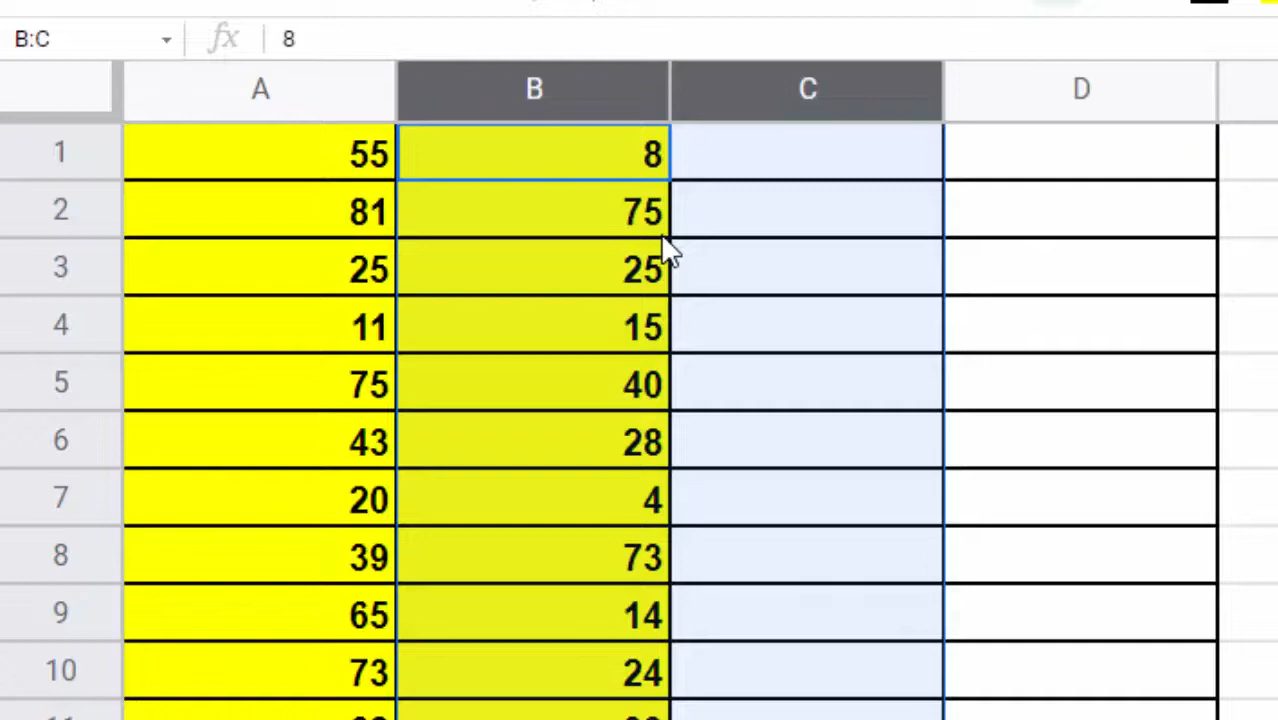 B:C fx 8
A B C D
1 55 8
2 81 75
3 25 25
4 11 15
5 75 40
6 43 28
7 20 4
8 39 73
9 65 14
10 73 24